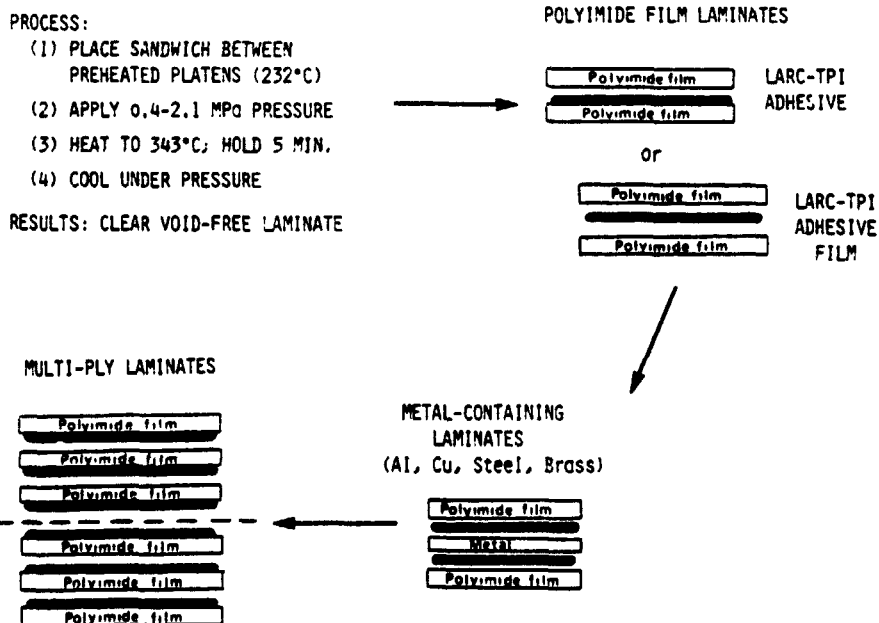 PROCESS:
(1) PLACE SANDWICH BETWEEN
PREHEATED PLATENS (232°C)
(2) APPLY 0.4-2.1 MPa PRESSURE
(3) HEAT TO 343°C; HOLD 5 MIN.
(4) COOL UNDER PRESSURE
RESULTS: CLEAR VOID-FREE LAMINATE
POLYIMIDE FILM LAMINATES
Polyimide film
Polyimide film
LARC-TPI
ADHESIVE
or
Polyimide film
Polyimide film
LARC-TPI
ADHESIVE
FILM
METAL-CONTAINING
LAMINATES
(Al, Cu, Steel, Brass)
Polyimide film
Metal
Polyimide film
MULTI-PLY LAMINATES
Polyimide film
Polyimide film
Polyimide film
Polyimide film
Polyimide film
Polyimide film